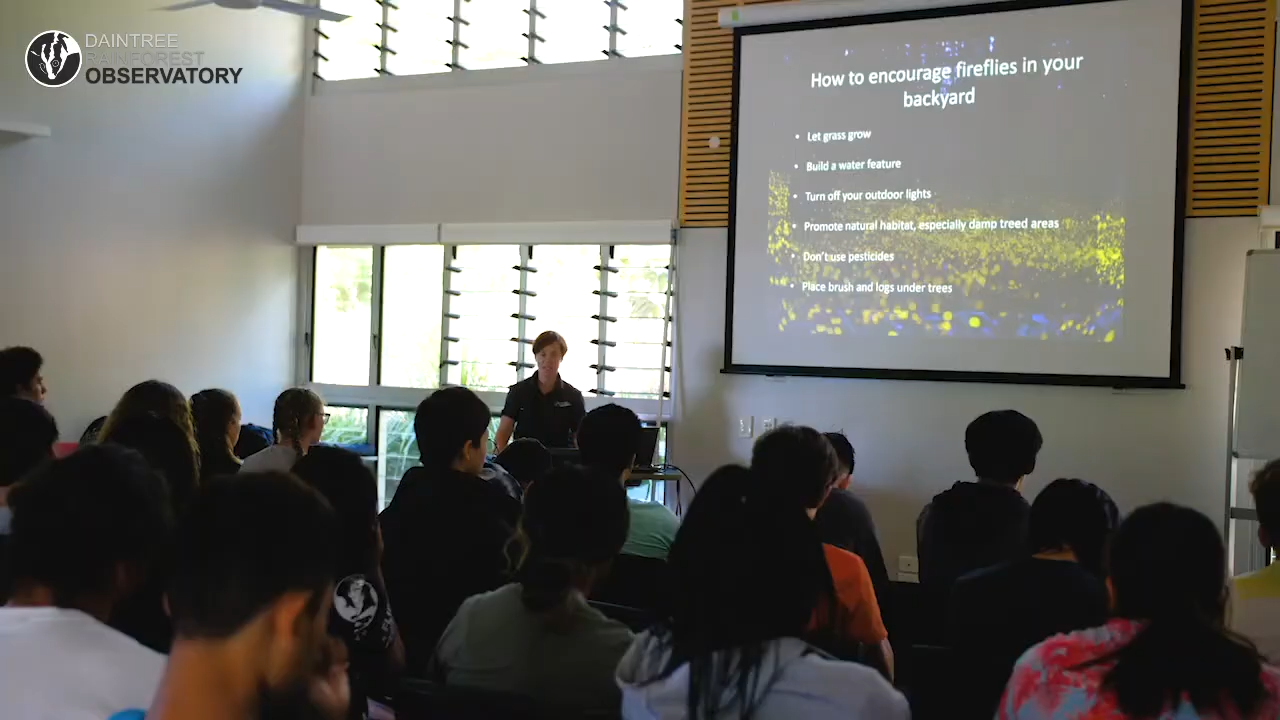 DAINTREE
RAINFOREST
OBSERVATORY
How to encourage fireflies in your
backyard
• Let grass grow
• Build a water feature
• Turn off your outdoor lights
• Promote natural habitat, especially damp treed areas
• Don't use pesticides
• Place brush and logs under trees